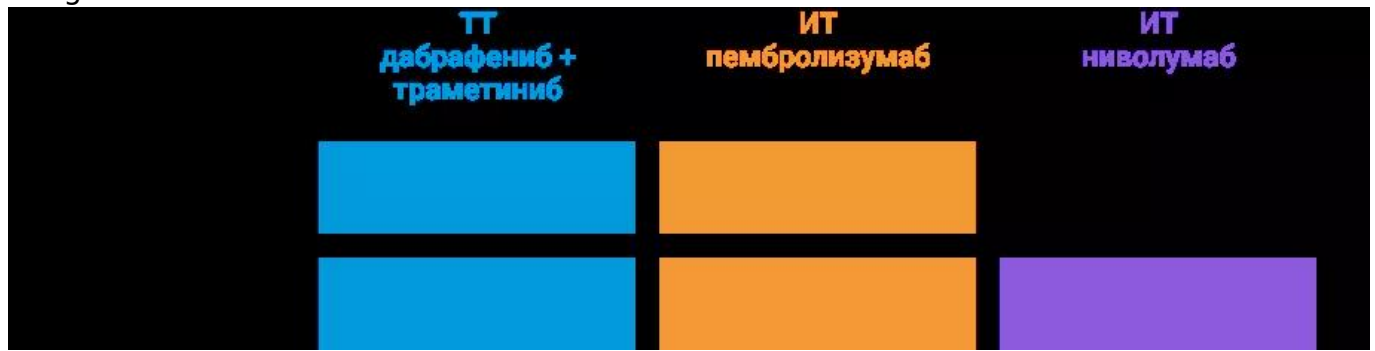 ТТ
дабрафениб +
траметиниб
ИТ
пембролизумаб
ИТ
ниволумаб